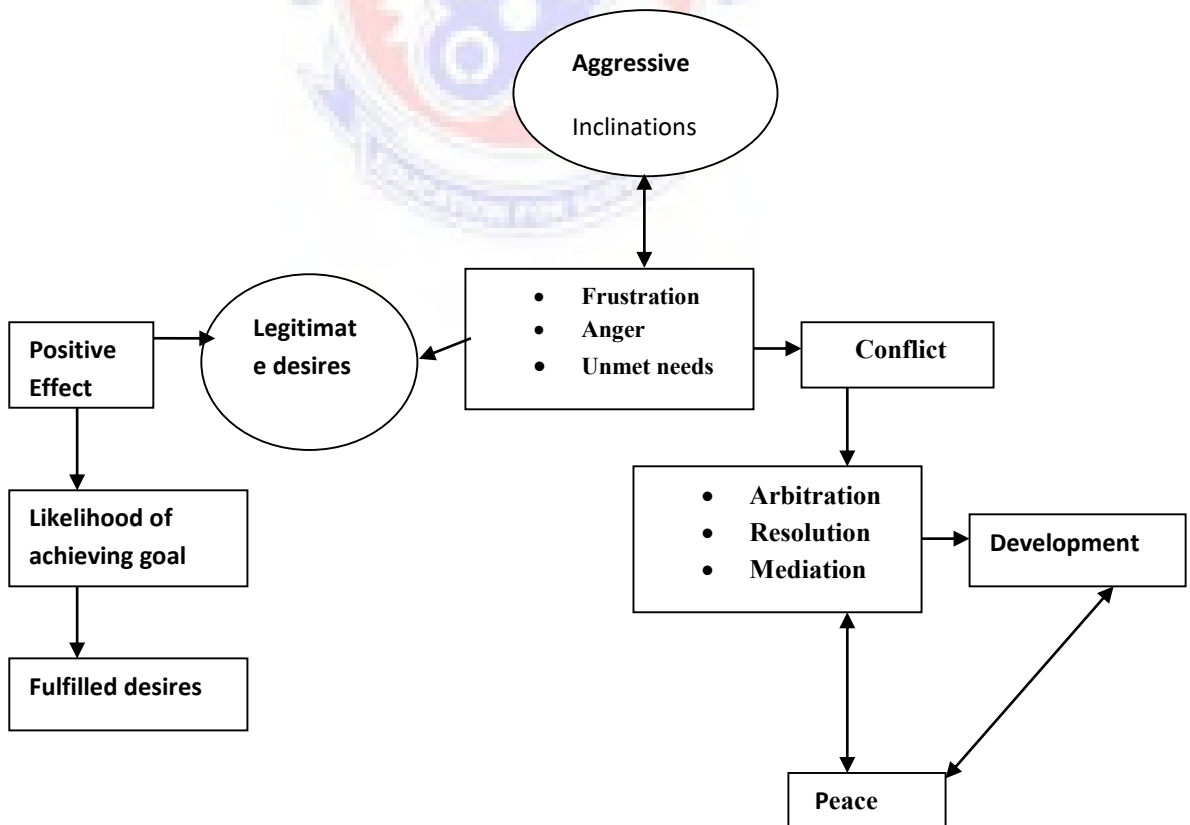 Aggressive
Inclinations
• Frustration
• Anger
• Unmet needs
Legitimat
e desires
Positive
Effect
Conflict
Likelihood of
achieving goal
• Arbitration
• Resolution
• Mediation
Development
Fulfilled desires
Peace